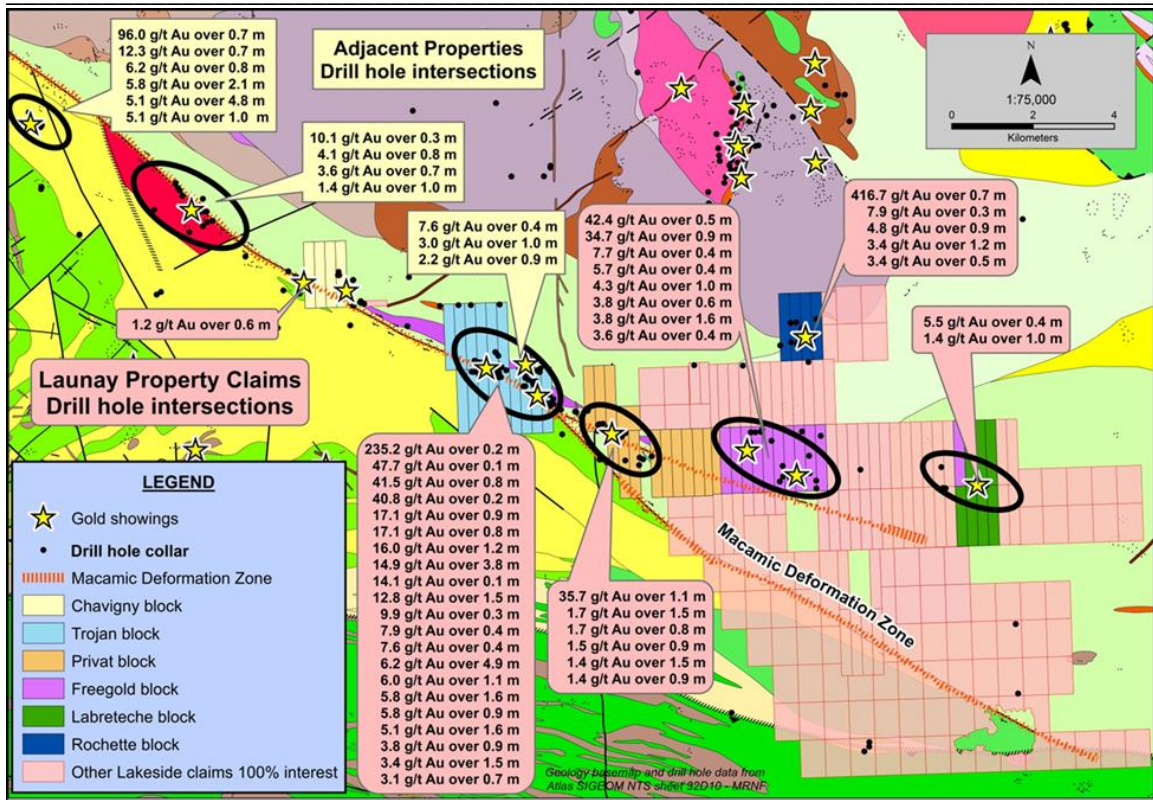 96.0 g/t Au over 0.7 m
12.3 g/t Au over 0.7 m
6.2 g/t Au over 0.8 m
5.8 g/t Au over 2.1 m
5.1 g/t Au over 4.8 m
5.1 g/t Au over 1.0 m
Adjacent Properties
Drill hole intersections
N
1:75,000
0 2 4
Kilometers
10.1 g/t Au over 0.3 m
4.1 g/t Au over 0.8 m
3.6 g/t Au over 0.7 m
1.4 g/t Au over 1.0 m
7.6 g/t Au over 0.4 m
3.0 g/t Au over 1.0 m
2.2 g/t Au over 0.9 m
42.4 g/t Au over 0.5 m
34.7 g/t Au over 0.9 m
7.7 g/t Au over 0.4 m
5.7 g/t Au over 0.4 m
4.3 g/t Au over 1.0 m
3.8 g/t Au over 0.6 m
3.8 g/t Au over 1.6 m
3.6 g/t Au over 0.4 m
416.7 g/t Au over 0.7 m
7.9 g/t Au over 0.3 m
4.8 g/t Au over 0.9 m
3.4 g/t Au over 1.2 m
3.4 g/t Au over 0.5 m
1.2 g/t Au over 0.6 m
5.5 g/t Au over 0.4 m
1.4 g/t Au over 1.0 m
Launay Property Claims
Drill hole intersections
235.2 g/t Au over 0.2 m
47.7 g/t Au over 0.1 m
41.5 g/t Au over 0.8 m
40.8 g/t Au over 0.2 m
17.1 g/t Au over 0.9 m
17.1 g/t Au over 0.8 m
16.0 g/t Au over 1.2 m
14.9 g/t Au over 3.8 m
14.1 g/t Au over 0.1 m
12.8 g/t Au over 1.5 m
9.9 g/t Au over 0.3 m
7.9 g/t Au over 0.4 m
7.6 g/t Au over 0.4 m
6.2 g/t Au over 4.9 m
6.0 g/t Au over 1.1 m
5.8 g/t Au over 1.6 m
5.8 g/t Au over 0.9 m
5.1 g/t Au over 1.6 m
3.8 g/t Au over 0.9 m
3.4 g/t Au over 1.5 m
3.1 g/t Au over 0.7 m
35.7 g/t Au over 1.1 m
1.7 g/t Au over 1.5 m
1.7 g/t Au over 0.8 m
1.5 g/t Au over 0.9 m
1.4 g/t Au over 1.5 m
1.4 g/t Au over 0.9 m
Macamic Deformation Zone
LEGEND
Gold showings
Drill hole collar
Macamic Deformation Zone
Chavigny block
Trojan block
Privat block
Freegold block
Labreteche block
Rochette block
Other Lakeside claims 100% interest
Geology basemap and drill hole data from
Atlas SIGEOM NTS sheet 32D10 - MRNF